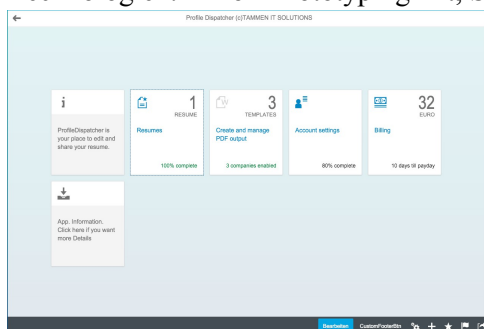 Profile Dispatcher (c)TAMMEN IT SOLUTIONS
ProfileDispatcher is
your place to edit and
share your resume.
1
RESUME
Resumes
100% complete
3
TEMPLATES
Create and manage
PDF output
3 companies enabled
Account settings
80% complete
32
EURO
Billing
10 days till payday
App. Information.
Click here if you want
more Details
Bearbeiten
CustomFooterBtn